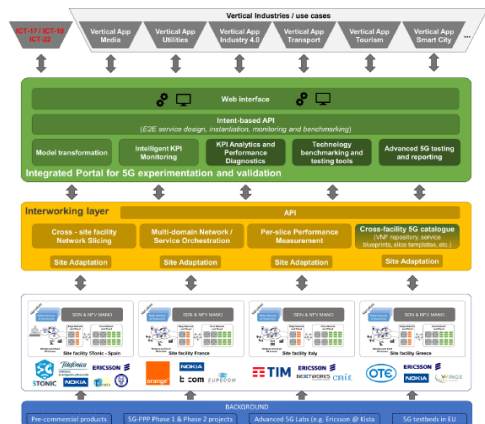 Vertical Industries / use cases
ICT-17 / ICT-19
ICT-22
Vertical App
Media
Vertical App
Utilities
Vertical App
Industry 4.0
Vertical App
Transport
Vertical App
Tourism
Vertical App
Smart City
...
Web interface
Intent-based API
(E2E service design, instantiation, monitoring and benchmarking)
Model transformation
Intelligent KPI
Monitoring
KPI Analytics and
Performance
Diagnostics
Technology
benchmarking and
testing tools
Advanced 5G testing
and reporting
Integrated Portal for 5G experimentation and validation
Interworking layer
API
Cross - site facility
Network Slicing
Multi-domain Network /
Service Orchestration
Per-slice Performance
Measurement
Cross-facility 5G catalogue
(VNF repository, service
blueprints, slice templates, etc.)
Site Adaptation
Site Adaptation
Site Adaptation
Site Adaptation
SDN & NFV MANO
SDN & NFV MANO
SDN & NFV MANO
SDN & NFV MANO
Site facility 5Tonic - Spain
Site facility France
Site facility Italy
Site facility Greece
5TONIC
Telefónica
ERICSSON
NOKIA
orange
NOKIA
b<>com
EURECOM
TIM
ERICSSON
NEXTWORKS
cnit
OTE
ERICSSON
NOKIA
WINGS
BACKGROUND
Pre-commercial products
5G-PPP Phase 1 & Phase 2 projects
Advanced 5G Labs (e.g. Ericsson @ Kista
5G testbeds in EU